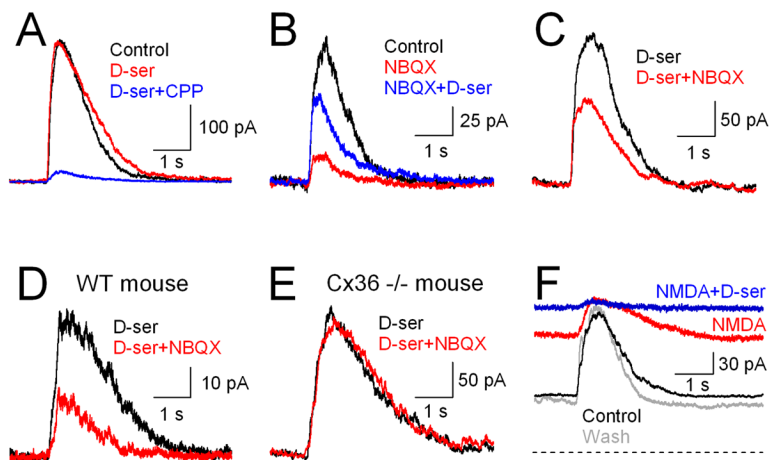 A
Control
D-ser
D-ser+CPP
100 pA
1 s
B
Control
NBQX
NBQX+D-ser
25 pA
1 s
C
D-ser
D-ser+NBQX
50 pA
1 s
D WT mouse
D-ser
D-ser+NBQX
10 pA
1 s
E Cx36 -/- mouse
D-ser
D-ser+NBQX
50 pA
1 s
F
NMDA+D-ser
NMDA
30 pA
1 s
Control
Wash